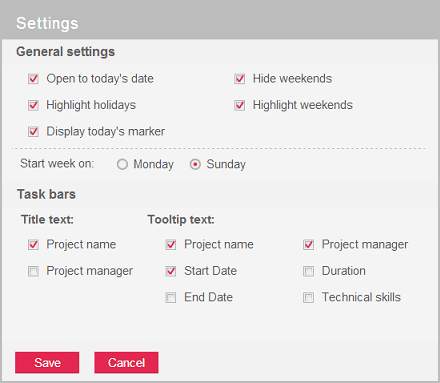 Settings
General settings
Open to today's date Hide weekends
Highlight holidays Highlight weekends
Display today's marker
Start week on: Monday Sunday
Task bars
Title text: Tooltip text:
Project name Project name Project manager
Project manager Start Date Duration
End Date Technical skills
Save Cancel